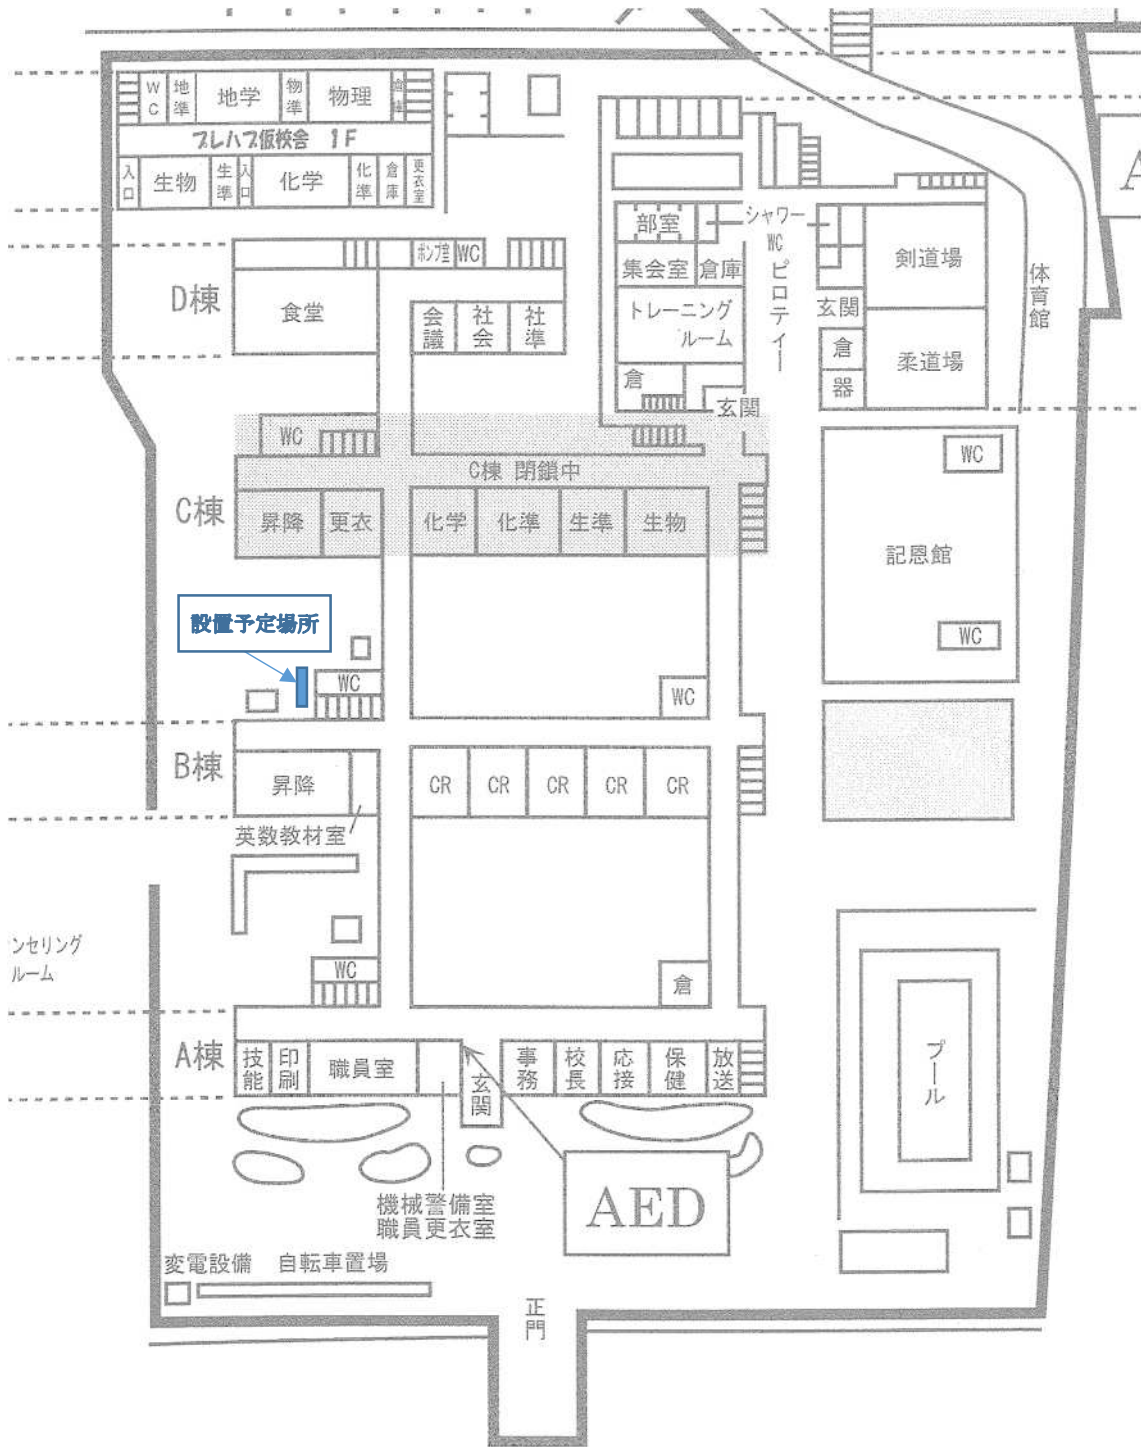 WC
地準
地学
物準
物理
プレハブ仮校舎 1F
入口
生物
生準
入口
化学
化準
倉庫
更衣室
A
部室
シャワー
WC
集会室
倉庫
ピロティー
トレーニング
ルーム
倉
玄関
剣道場
玄関
倉
器
柔道場
体育館
D棟
ポンプ室
WC
食堂
会議
社会
社準
WC
C棟 閉鎖中
C棟
昇降
更衣
化学
化準
生準
生物
WC
記恩館
WC
設置予定場所
WC
WC
B棟
昇降
CR
CR
CR
CR
CR
英数教材室
ンセリング
ルーム
WC
倉
A棟
技能
印刷
職員室
玄関
事務
校長
応接
保健
放送
プール
機械警備室
職員更衣室
AED
変電設備
自転車置場
正門